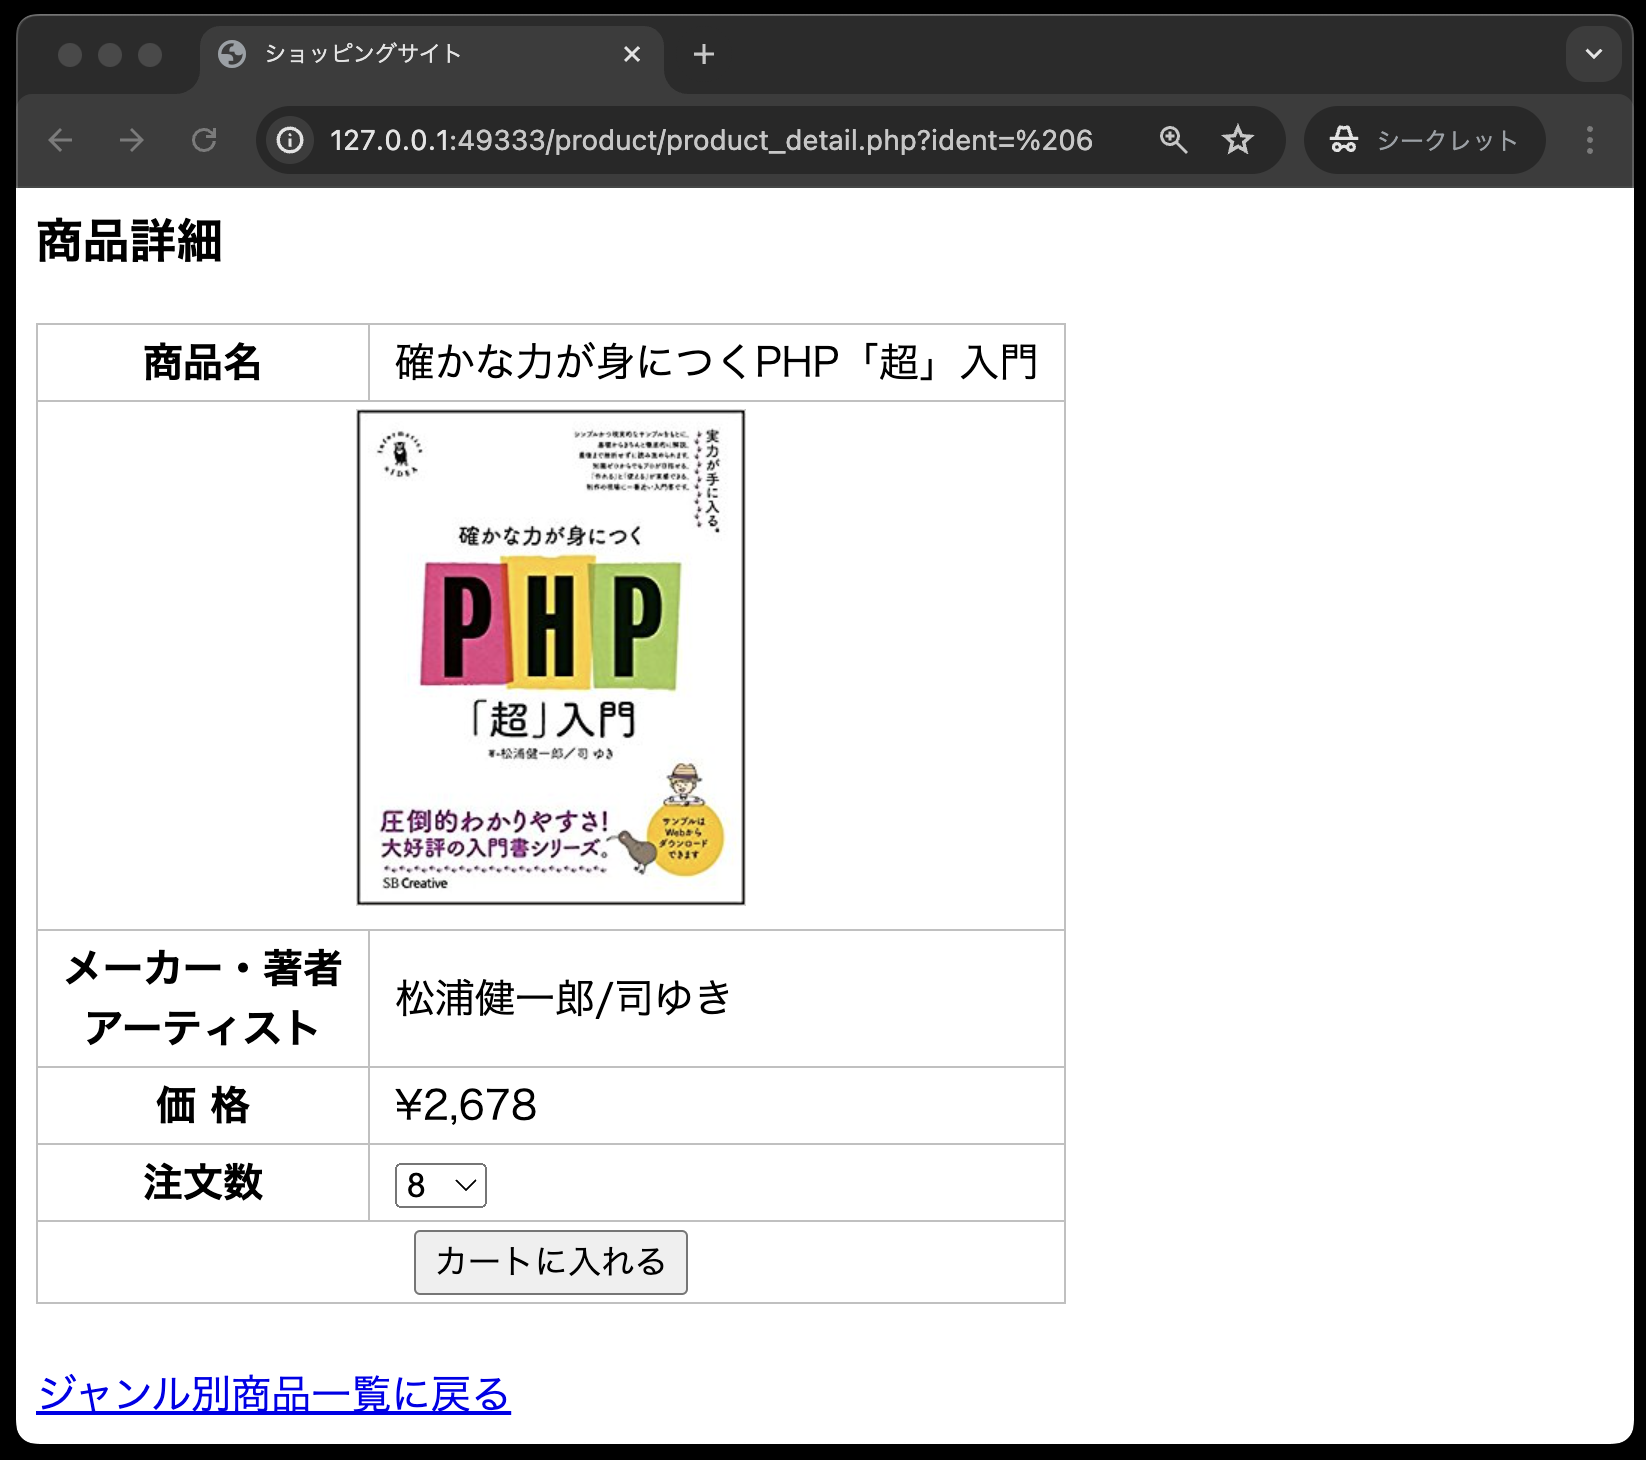 ショッピングサイト
127.0.0.1:49333/product/product_detail.php?ident=%206
シークレット
商品詳細
商品名
確かな力が身につくPHP「超」入門
実力が手に入る。
確かな力が身につく
PHP
「超」入門
著・松浦健一郎／司 ゆき
圧倒的わかりやすさ!
大好評の入門書シリーズ。
サンプルは
Webから
ダウンロード
できます
SB Creative
メーカー・著者
アーティスト
松浦健一郎/司ゆき
価 格
¥2,678
注文数
8
カートに入れる
ジャンル別商品一覧に戻る